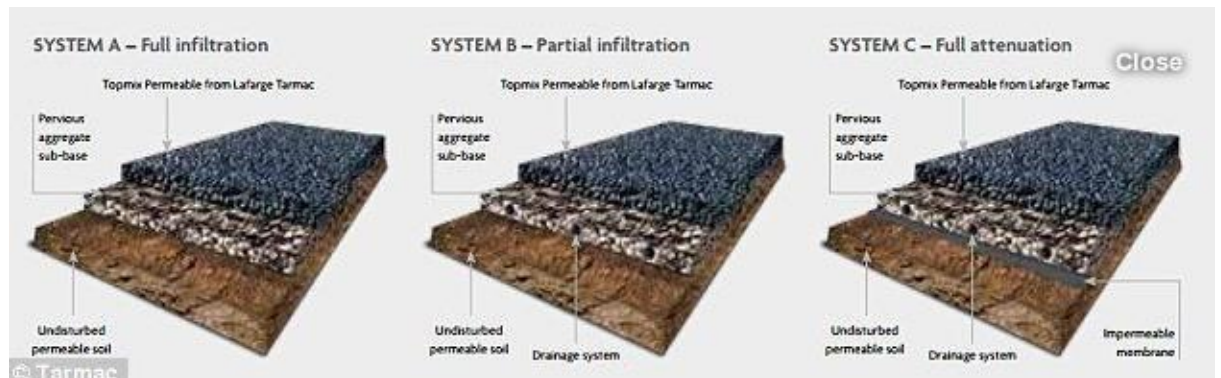 SYSTEM A – Full infiltration
Topmix Permeable from Lafarge Tarmac
Pervious
aggregate
sub-base
Undisturbed
permeable soil
SYSTEM B – Partial infiltration
Topmix Permeable from Lafarge Tarmac
Pervious
aggregate
sub-base
Undisturbed
permeable soil
Drainage system
SYSTEM C – Full attenuation
Close
Topmix Permeable from Lafarge Tarmac
Pervious
aggregate
sub-base
Undisturbed
permeable soil
Drainage system
Impermeable
membrane
© Tarmac